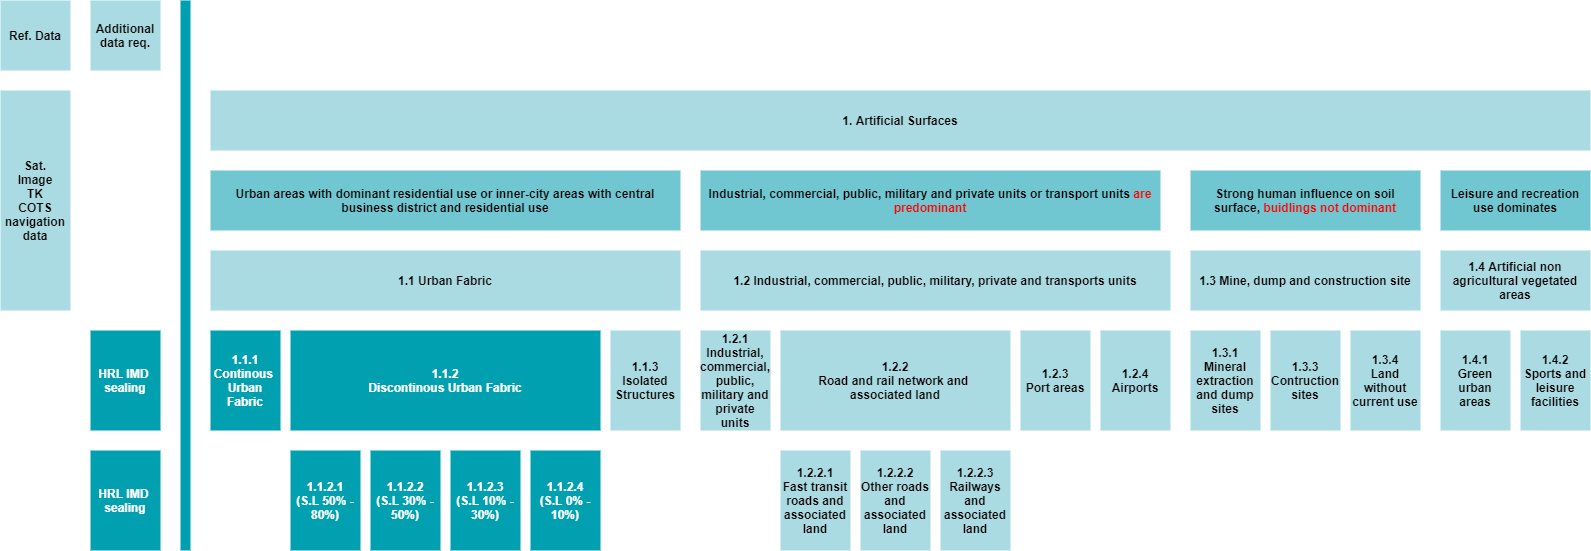 Ref. Data
Additional
data req.
1. Artificial Surfaces
Sat.
Image
TK
COTS
navigation
data
Urban areas with dominant residential use or inner-city areas with central
business district and residential use
Industrial, commercial, public, military and private units or transport units are
predominant
Strong human influence on soil
surface, buidlings not dominant
Leisure and recreation
use dominates
1.1 Urban Fabric
1.2 Industrial, commercial, public, military, private and transports units
1.3 Mine, dump and construction site
1.4 Artificial non
agricultural vegetated
areas
HRL IMD
sealing
1.1.1
Continous
Urban
Fabric
1.1.2
Discontinous Urban Fabric
1.1.3
Isolated
Structures
1.2.1
Industrial,
commercial,
public,
military and
private
units
1.2.2
Road and rail network and
associated land
1.2.3
Port areas
1.2.4
Airports
1.3.1
Mineral
extraction
and dump
sites
1.3.3
Contruction
sites
1.3.4
Land
without
current use
1.4.1
Green
urban
areas
1.4.2
Sports and
leisure
facilities
HRL IMD
sealing
1.1.2.1
(S.L 50% -
80%)
1.1.2.2
(S.L 30% -
50%)
1.1.2.3
(S.L 10% -
30%)
1.1.2.4
(S.L 0% -
10%)
1.2.2.1
Fast transit
roads and
associated
land
1.2.2.2
Other roads
and
associated
land
1.2.2.3
Railways
and
associated
land